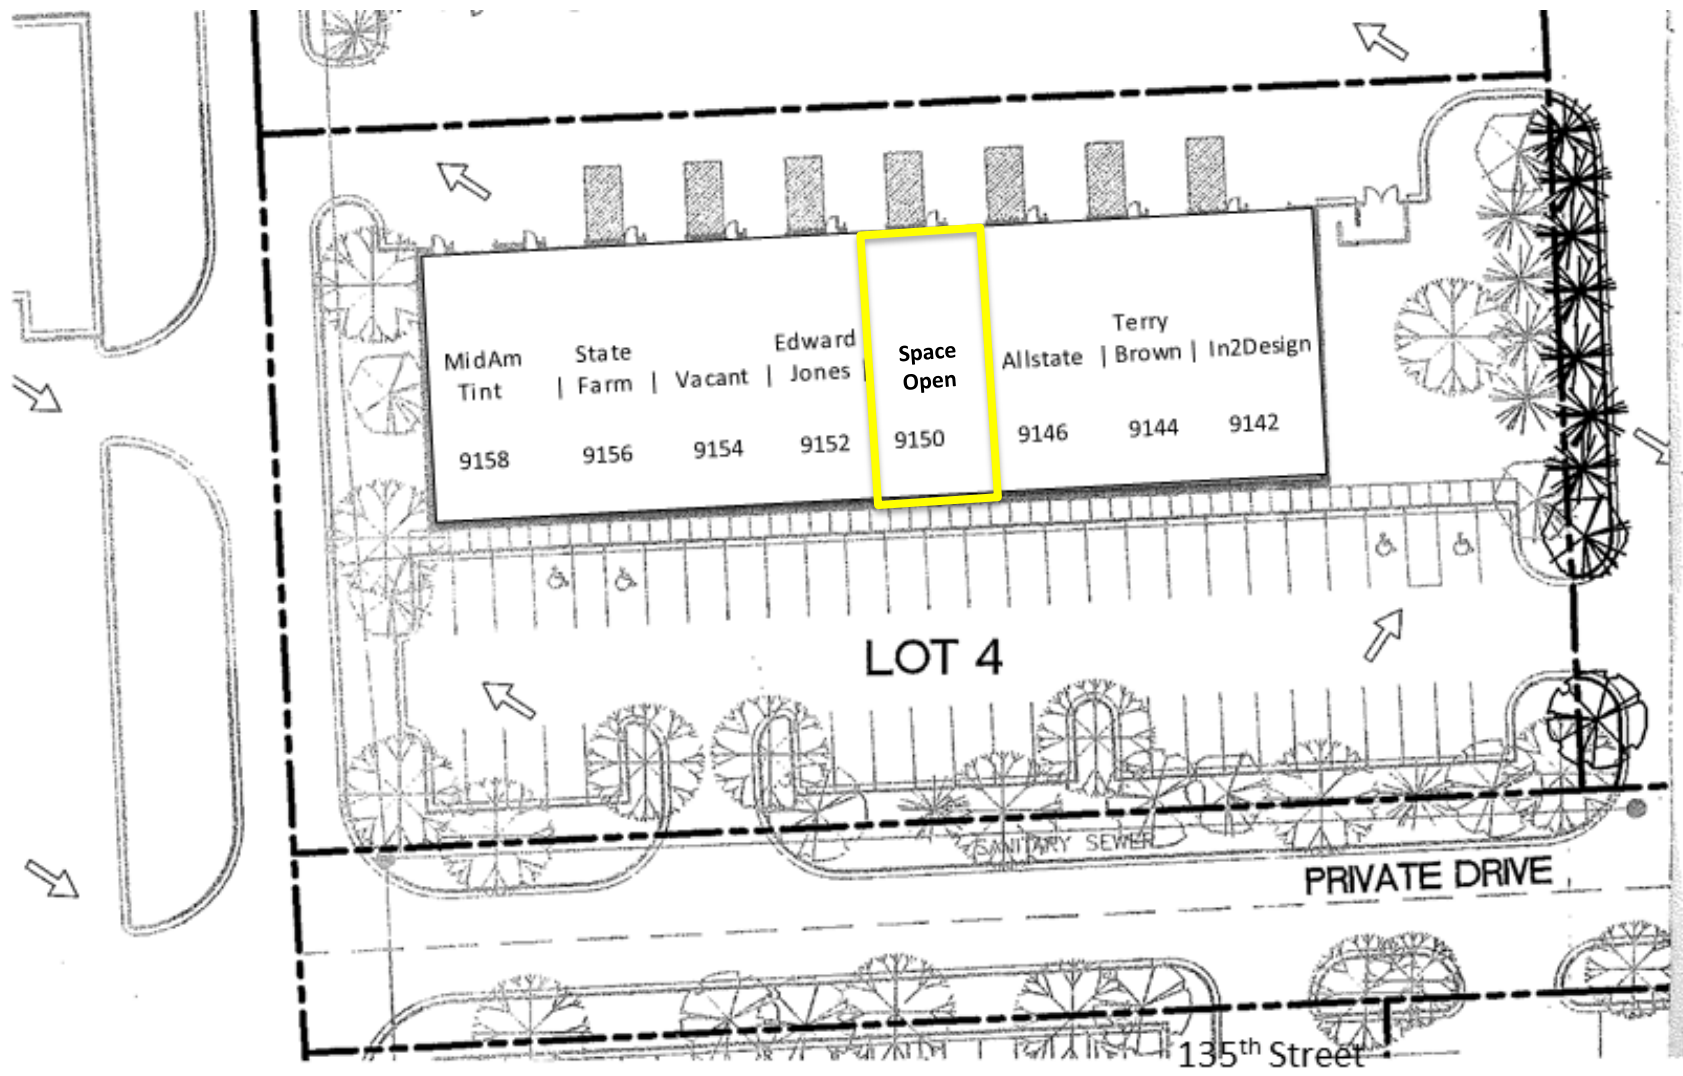 MidAm
Tint
State
| Farm |
Vacant |
Edward
Jones |
Space
Open
Allstate
Terry
| Brown |
In2Design
9158
9156
9154
9152
9150
9146
9144
9142
LOT 4
SANITARY SEWER
PRIVATE DRIVE
135th Street